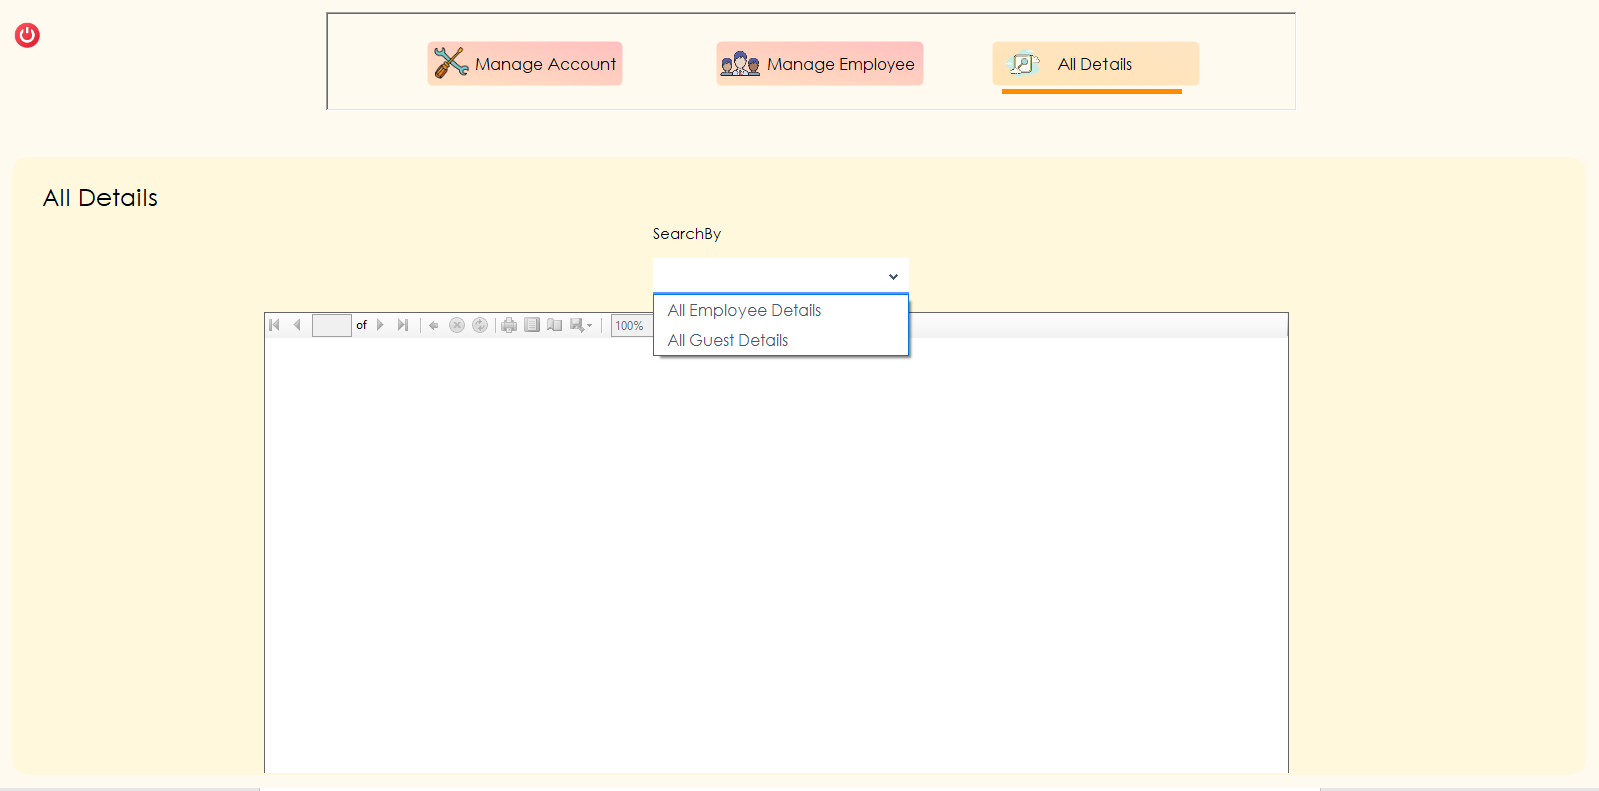 Manage Account
Manage Employee
All Details
All Details
SearchBy
All Employee Details
All Guest Details
of
100%